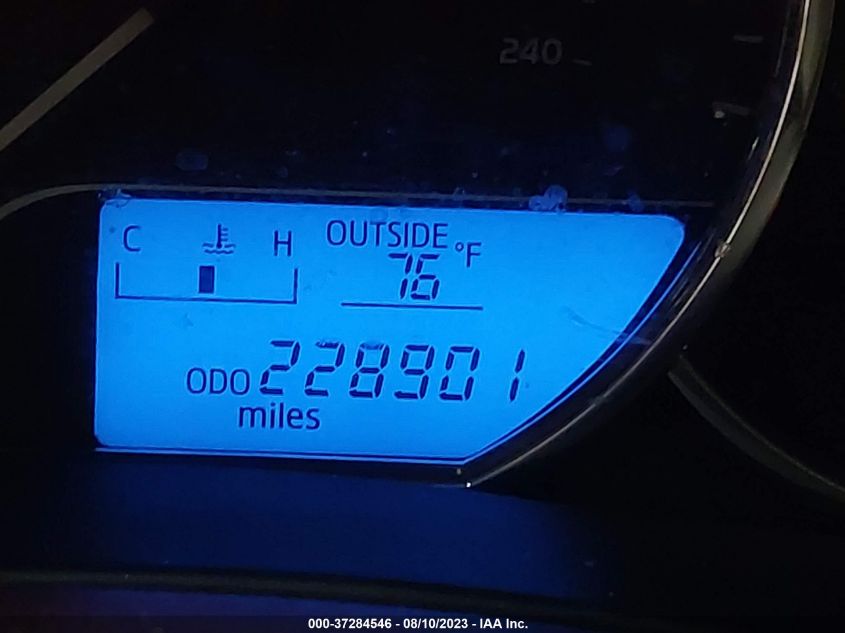 240
C H OUTSIDE °F
76
ODO 228901
miles
000-37284546 - 08/10/2023 - IAA Inc.